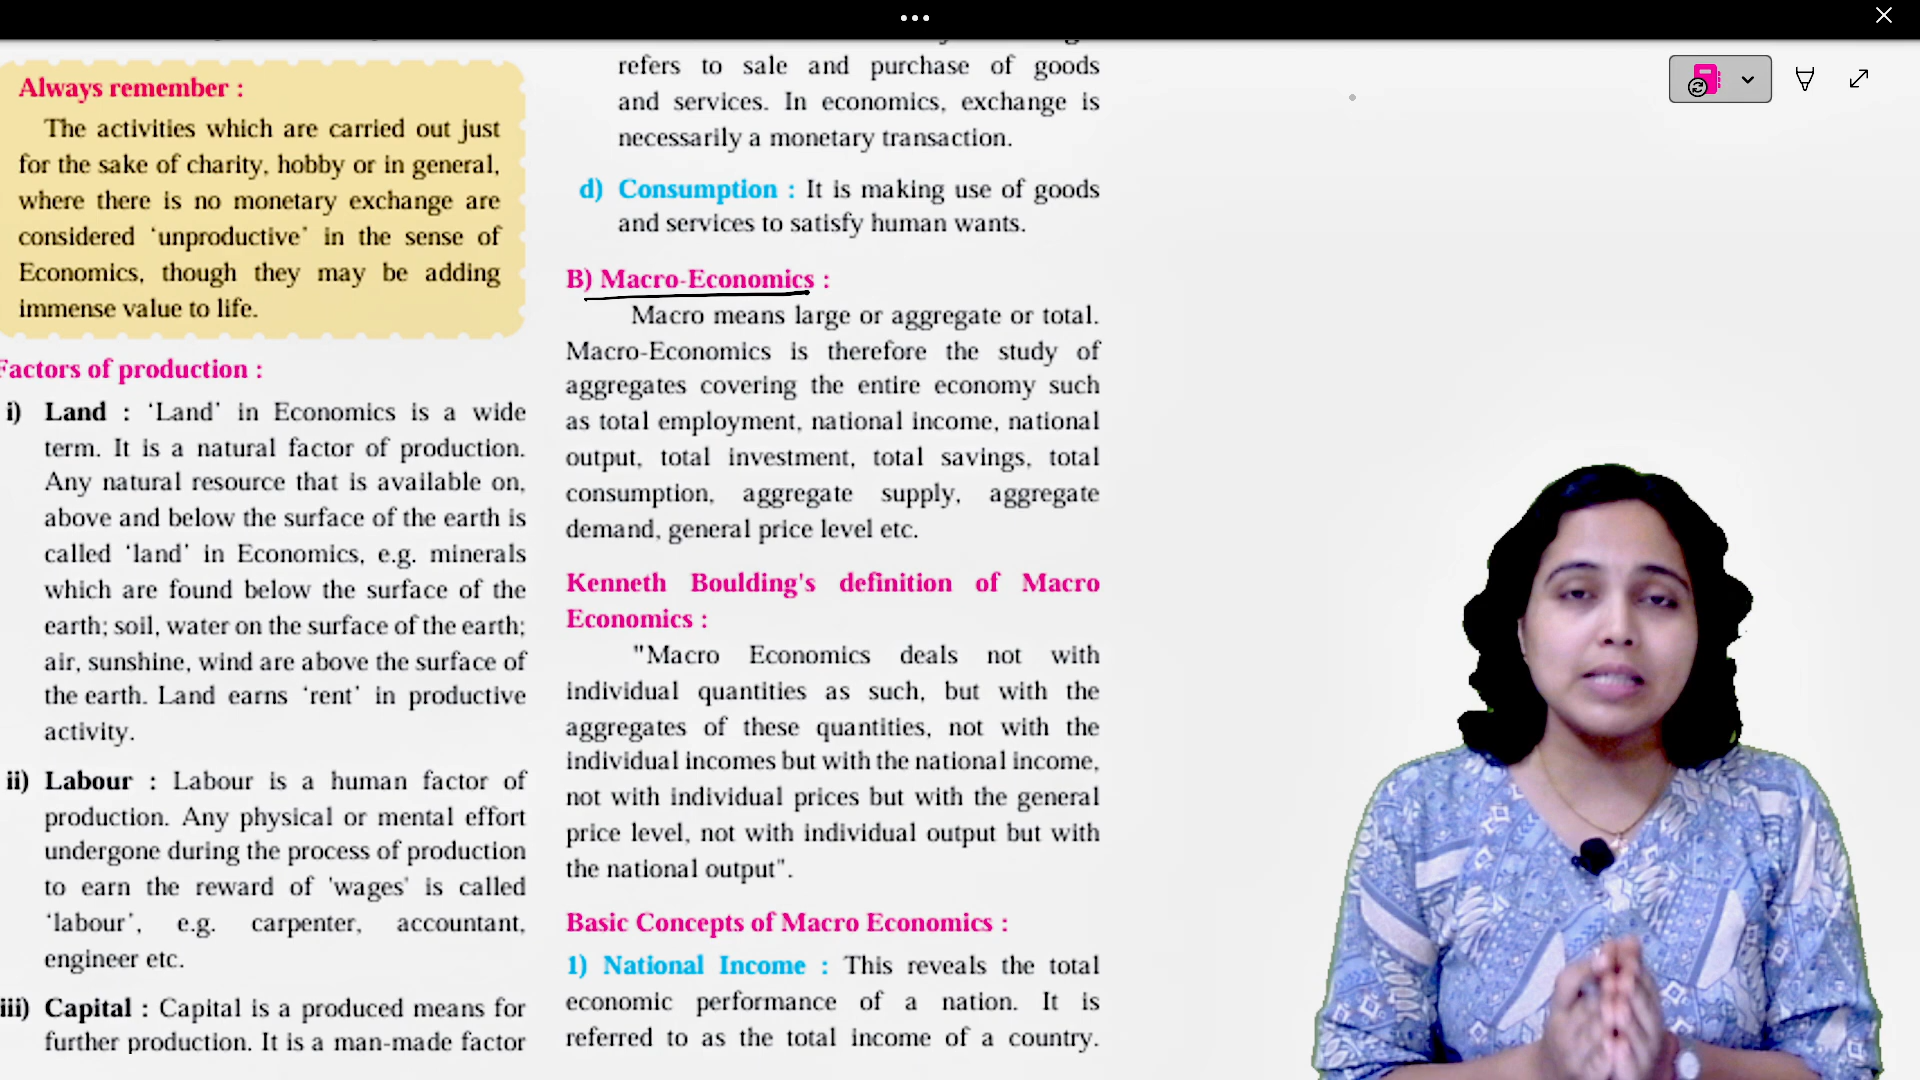 Always remember :
The activities which are carried out just
for the sake of charity, hobby or in general,
where there is no monetary exchange are
considered 'unproductive' in the sense of
Economics, though they may be adding
immense value to life.
Factors of production :
i) Land : 'Land' in Economics is a wide
term. It is a natural factor of production.
Any natural resource that is available on,
above and below the surface of the earth is
called 'land' in Economics, e.g. minerals
which are found below the surface of the
earth; soil, water on the surface of the earth;
air, sunshine, wind are above the surface of
the earth. Land earns 'rent' in productive
activity.
ii) Labour : Labour is a human factor of
production. Any physical or mental effort
undergone during the process of production
to earn the reward of 'wages' is called
'labour', e.g. carpenter, accountant,
engineer etc.
iii) Capital : Capital is a produced means for
further production. It is a man-made factor
refers to sale and purchase of goods
and services. In economics, exchange is
necessarily a monetary transaction.
d) Consumption : It is making use of goods
and services to satisfy human wants.
B) Macro-Economics :
Macro means large or aggregate or total.
Macro-Economics is therefore the study of
aggregates covering the entire economy such
as total employment, national income, national
output, total investment, total savings, total
consumption, aggregate supply, aggregate
demand, general price level etc.
Kenneth Boulding's definition of Macro
Economics :
"Macro Economics deals not with
individual quantities as such, but with the
aggregates of these quantities, not with the
individual incomes but with the national income,
not with individual prices but with the general
price level, not with individual output but with
the national output".
Basic Concepts of Macro Economics :
1) National Income : This reveals the total
economic performance of a nation. It is
referred to as the total income of a country.